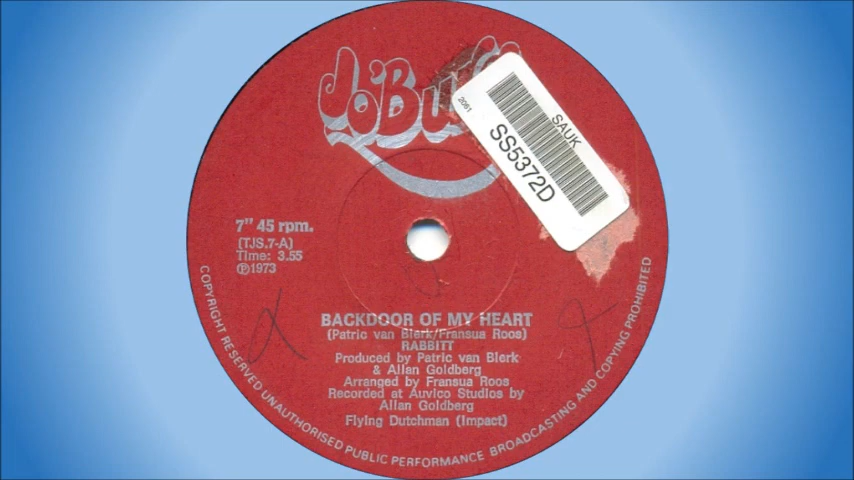 Jo'Burg
2061
SAUK
SS5372D
7" 45 rpm.
(TJS.7-A)
Time: 3.55
Ⓟ1973
BACKDOOR OF MY HEART
(Patric van Blerk/Fransua Roos)
RABBITT
Produced by Patric van Blerk
& Allan Goldberg
Arranged by Fransua Roos
Recorded at Auvico Studios by
Allan Goldberg
Flying Dutchman (Impact)
COPYRIGHT RESERVED UNAUTHORISED PUBLIC PERFORMANCE BROADCASTING AND COPYING PROHIBITED